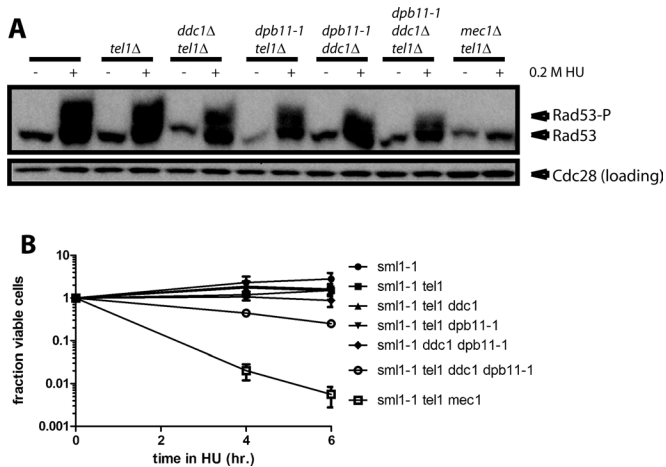 A
tel1Δ
ddc1Δ
tel1Δ
dpb11-1
tel1Δ
dpb11-1
ddc1Δ
dpb11-1
ddc1Δ
tel1Δ
mec1Δ
tel1Δ
- + - + - + - + - + - + - + 0.2 M HU
Rad53-P
Rad53
Cdc28 (loading)
B
fraction viable cells
10
1
0.1
0.01
0.001
0 2 4 6
time in HU (hr.)
sml1-1
sml1-1 tel1
sml1-1 tel1 ddc1
sml1-1 tel1 dpb11-1
sml1-1 ddc1 dpb11-1
sml1-1 tel1 ddc1 dpb11-1
sml1-1 tel1 mec1